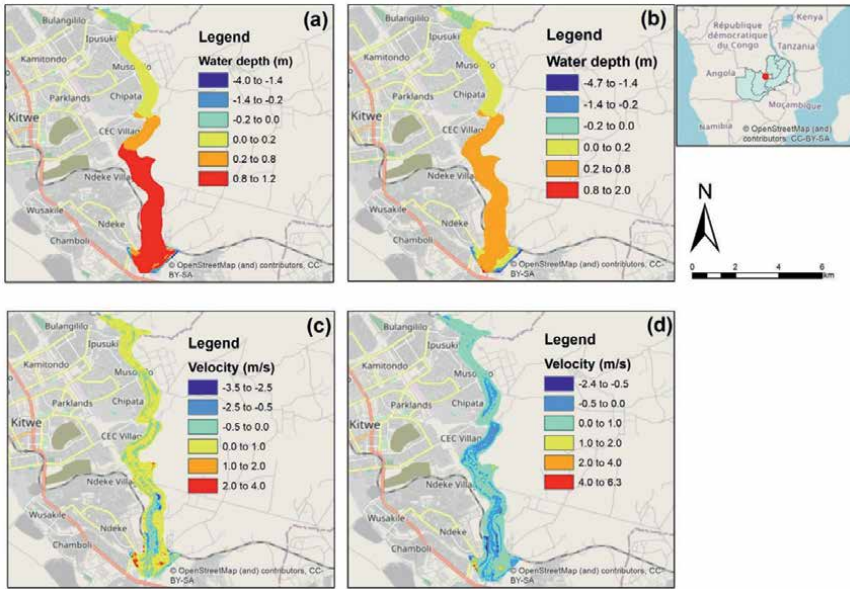 (a)
Bulangililo
Ipusuki
Kamitondo
Parklands
Chipata
Kitwe
CEC Villag
Ndeke Villa
Wusakile
Ndeke
Chamboli
Legend
Water depth (m)
-4.0 to -1.4
-1.4 to -0.2
-0.2 to 0.0
0.0 to 0.2
0.2 to 0.8
0.8 to 1.2
© OpenStreetMap (and) contributors, CC-
BY-SA
(b)
Bulangililo
Ipusuki
Kamitondo
Parklands
Chipata
Kitwe
CEC Villag
Ndeke Villa
Wusakile
Ndeke
Chamboli
Legend
Water depth (m)
-4.7 to -1.4
-1.4 to -0.2
-0.2 to 0.0
0.0 to 0.2
0.2 to 0.8
0.8 to 2.0
© OpenStreetMap (and) contributors, CC-
BY-SA
Kenya
République
démocratique
du Congo
Tanzania
Angola
Moçambique
Namibia
© OpenStreetMap (and)
contributors, CC-BY-SA
N
0 1 2 4 6
km
(c)
Bulangililo
Ipusuki
Kamitondo
Parklands
Chipata
Kitwe
CEC Villag
Ndeke Villa
Wusakile
Ndeke
Chamboli
Legend
Velocity (m/s)
-3.5 to -2.5
-2.5 to -0.5
-0.5 to 0.0
0.0 to 1.0
1.0 to 2.0
2.0 to 4.0
© OpenStreetMap (and) contributors, CC-
BY-SA
(d)
Bulangililo
Ipusuki
Kamitondo
Parklands
Chipata
Kitwe
CEC Villag
Ndeke Villa
Wusakile
Ndeke
Chamboli
Legend
Velocity (m/s)
-2.4 to -0.5
-0.5 to 0.0
0.0 to 1.0
1.0 to 2.0
2.0 to 4.0
4.0 to 6.3
© OpenStreetMap (and) contributors, CC-
BY-SA